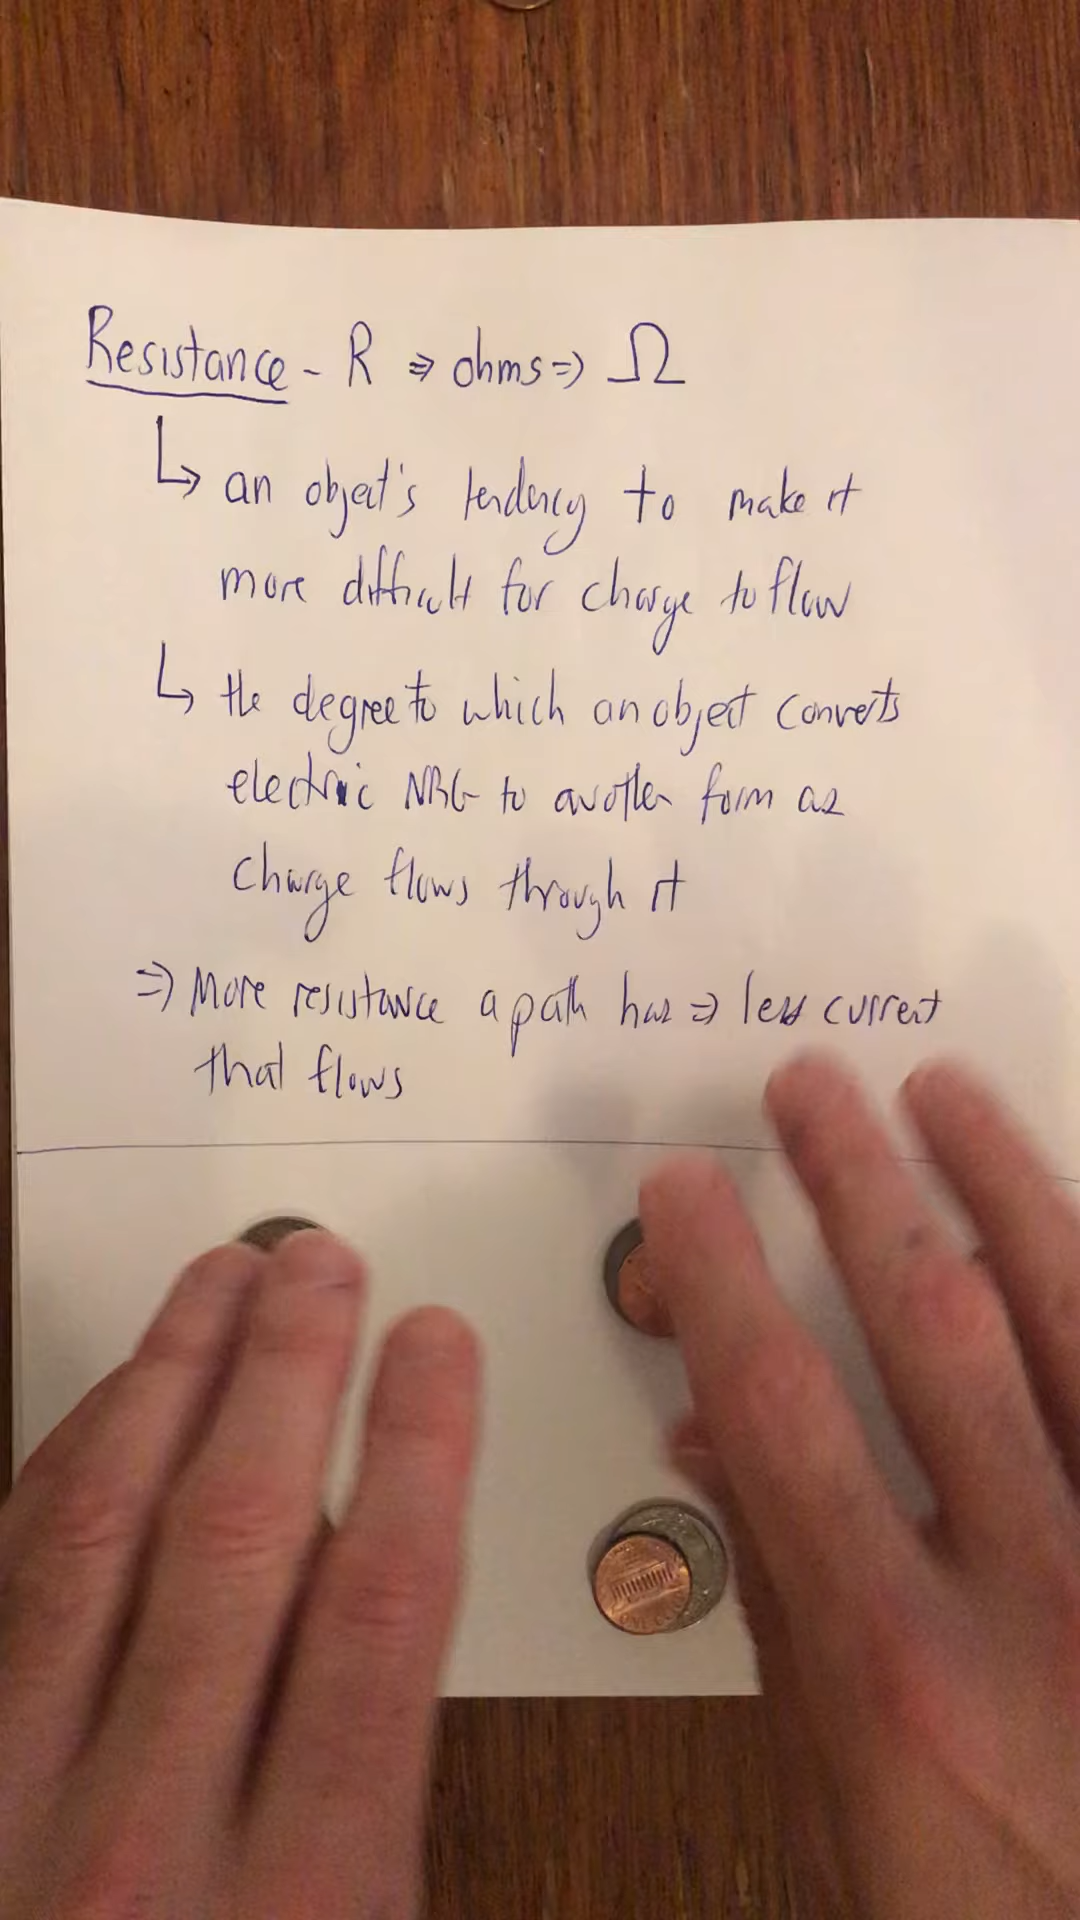 Resistance - R ⇒ ohms ⇒ Ω
↳ an object's tendency to make it
more difficult for charge to flow
↳ the degree to which an object converts
electric NRG to another form as
charge flows through it
⇒ More resistance a path has ⇒ less current
that flows